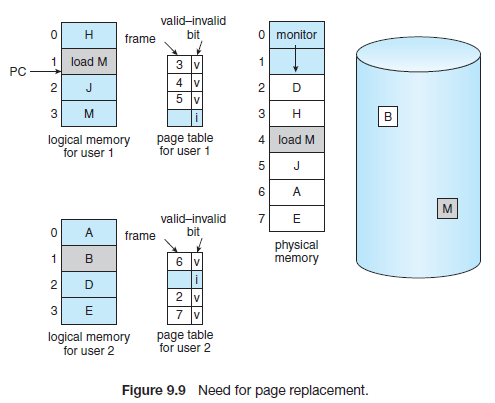 valid–invalid
bit
frame
0 H
1 load M
2 J
3 M
PC
3 v
4 v
5 v
i
logical memory
for user 1
page table
for user 1
valid–invalid
bit
frame
0 A
1 B
2 D
3 E
6 v
i
2 v
7 v
logical memory
for user 2
page table
for user 2
0 monitor
1
2 D
3 H
4 load M
5 J
6 A
7 E
physical
memory
B
M
Figure 9.9 Need for page replacement.